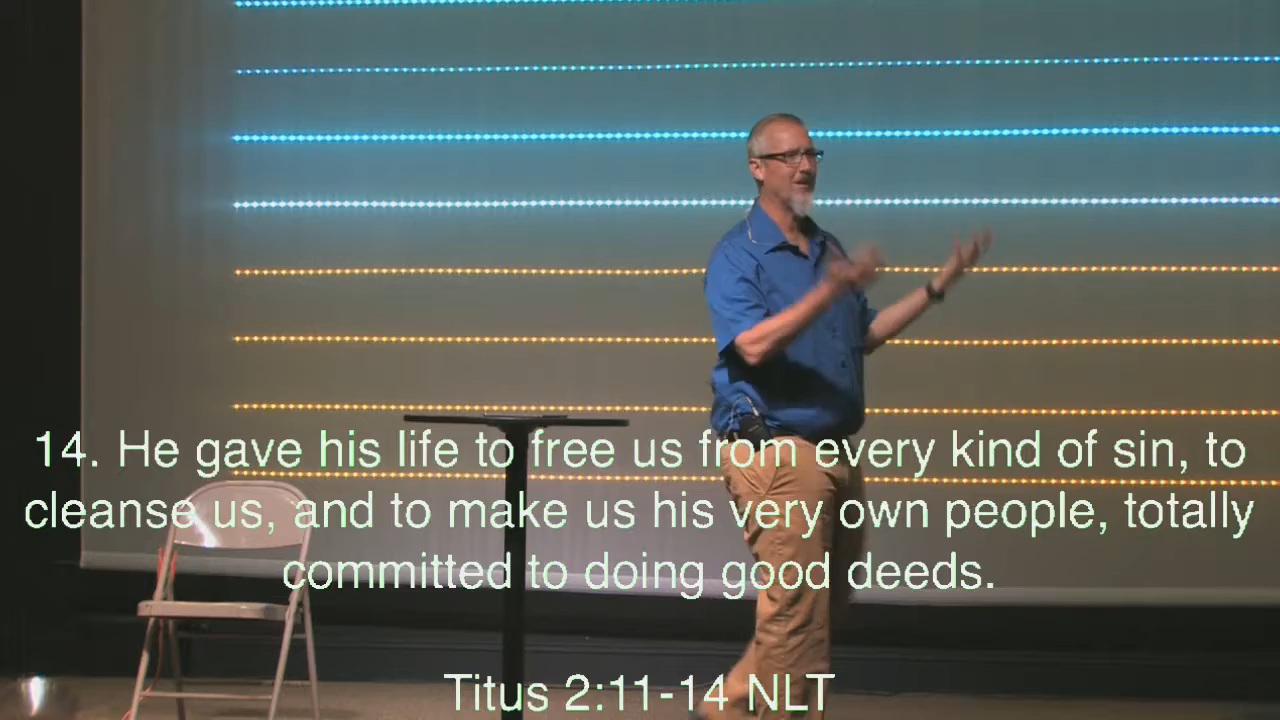 14. He gave his life to free us from every kind of sin, to
cleanse us, and to make us his very own people, totally
committed to doing good deeds.
Titus 2:11-14 NLT